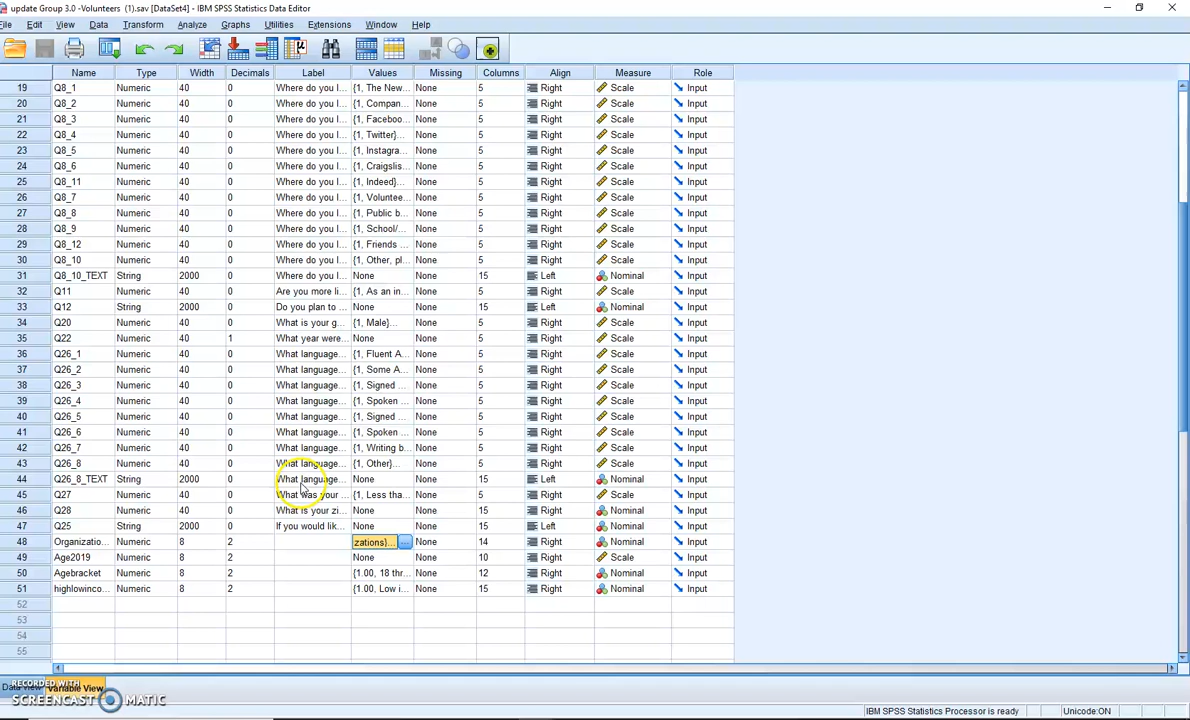 update Group 3.0 -Volunteers (1).sav [DataSet4] - IBM SPSS Statistics Data Editor
File Edit View Data Transform Analyze Graphs Utilities Extensions Window Help
Name Type Width Decimals Label Values Missing Columns Align Measure Role
19 Q8_1 Numeric 40 0 Where do you l... {1, The New... None 5 Right Scale Input
20 Q8_2 Numeric 40 0 Where do you l... {1, Compan... None 5 Right Scale Input
21 Q8_3 Numeric 40 0 Where do you l... {1, Faceboo... None 5 Right Scale Input
22 Q8_4 Numeric 40 0 Where do you l... {1, Twitter}... None 5 Right Scale Input
23 Q8_5 Numeric 40 0 Where do you l... {1, Instagra... None 5 Right Scale Input
24 Q8_6 Numeric 40 0 Where do you l... {1, Craigslis... None 5 Right Scale Input
25 Q8_11 Numeric 40 0 Where do you l... {1, Indeed}... None 5 Right Scale Input
26 Q8_7 Numeric 40 0 Where do you l... {1, Voluntee... None 5 Right Scale Input
27 Q8_8 Numeric 40 0 Where do you l... {1, Public b... None 5 Right Scale Input
28 Q8_9 Numeric 40 0 Where do you l... {1, School/... None 5 Right Scale Input
29 Q8_12 Numeric 40 0 Where do you l... {1, Friends ... None 5 Right Scale Input
30 Q8_10 Numeric 40 0 Where do you l... {1, Other, pl... None 5 Right Scale Input
31 Q8_10_TEXT String 2000 0 Where do you l... None None 15 Left Nominal Input
32 Q11 Numeric 40 0 Are you more li... {1, As an in... None 5 Right Scale Input
33 Q12 String 2000 0 Do you plan to ... None None 15 Left Nominal Input
34 Q20 Numeric 40 0 What is your g... {1, Male}... None 5 Right Scale Input
35 Q22 Numeric 40 1 What year were... None None 5 Right Scale Input
36 Q26_1 Numeric 40 0 What language... {1, Fluent A... None 5 Right Scale Input
37 Q26_2 Numeric 40 0 What language... {1, Some A... None 5 Right Scale Input
38 Q26_3 Numeric 40 0 What language... {1, Signed ... None 5 Right Scale Input
39 Q26_4 Numeric 40 0 What language... {1, Spoken ... None 5 Right Scale Input
40 Q26_5 Numeric 40 0 What language... {1, Signed ... None 5 Right Scale Input
41 Q26_6 Numeric 40 0 What language... {1, Spoken ... None 5 Right Scale Input
42 Q26_7 Numeric 40 0 What language... {1, Writing b... None 5 Right Scale Input
43 Q26_8 Numeric 40 0 What language... {1, Other}... None 5 Right Scale Input
44 Q26_8_TEXT String 2000 0 What language... None None 15 Left Nominal Input
45 Q27 Numeric 40 0 What was your ... {1, Less tha... None 5 Right Scale Input
46 Q28 Numeric 40 0 What is your zi... None None 15 Right Nominal Input
47 Q25 String 2000 0 If you would lik... None None 15 Left Nominal Input
48 Organizatio... Numeric 8 2 zations}... ... None 14 Right Nominal Input
49 Age2019 Numeric 8 2 None None 10 Right Scale Input
50 Agebracket Numeric 8 2 {1.00, 18 thr... None 12 Right Nominal Input
51 highlowinco... Numeric 8 2 {1.00, Low i... None 15 Right Nominal Input
52
53
54
55
Data View Variable View
RECORDED WITH
SCREENCAST MATIC
IBM SPSS Statistics Processor is ready Unicode:ON